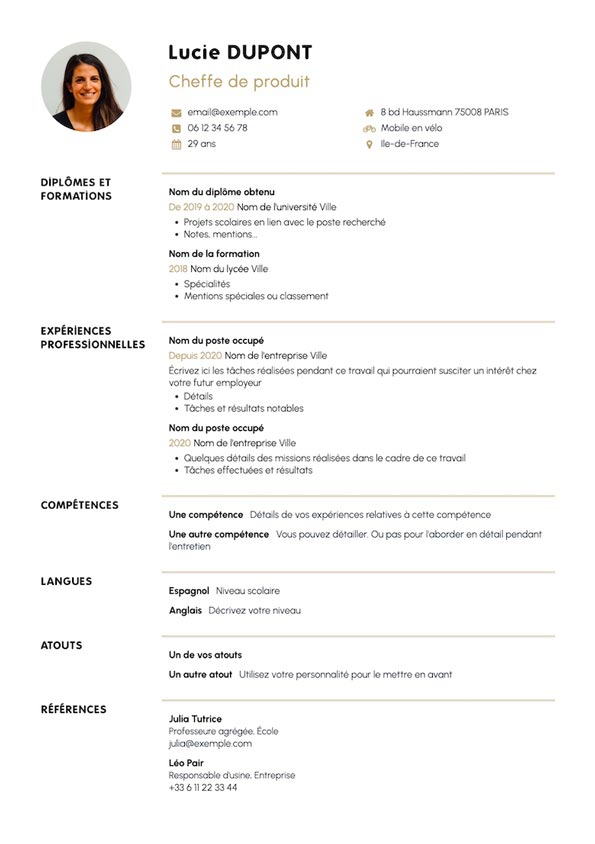 Lucie DUPONT
Cheffe de produit
email@exemple.com
8 bd Haussmann 75008 PARIS
06 12 34 56 78
Mobile en vélo
29 ans
Ile-de-France
DIPLÔMES ET
FORMATIONS
Nom du diplôme obtenu
De 2019 à 2020 Nom de l'université Ville
• Projets scolaires en lien avec le poste recherché
• Notes, mentions...
Nom de la formation
2018 Nom du lycée Ville
• Spécialités
• Mentions spéciales ou classement
EXPÉRIENCES
PROFESSIONNELLES
Nom du poste occupé
Depuis 2020 Nom de l'entreprise Ville
Écrivez ici les tâches réalisées pendant ce travail qui pourraient susciter un intérêt chez
votre futur employeur
• Détails
• Tâches et résultats notables
Nom du poste occupé
2020 Nom de l'entreprise Ville
• Quelques détails des missions réalisées dans le cadre de ce travail
• Tâches effectuées et résultats
COMPÉTENCES
Une compétence Détails de vos expériences relatives à cette compétence
Une autre compétence Vous pouvez détailler. Ou pas pour l'aborder en détail pendant
l'entretien
LANGUES
Espagnol Niveau scolaire
Anglais Décrivez votre niveau
ATOUTS
Un de vos atouts
Un autre atout Utilisez votre personnalité pour le mettre en avant
RÉFÉRENCES
Julia Tutrice
Professeure agrégée, École
julia@exemple.com
Léo Pair
Responsable d'usine, Entreprise
+33 6 11 22 33 44